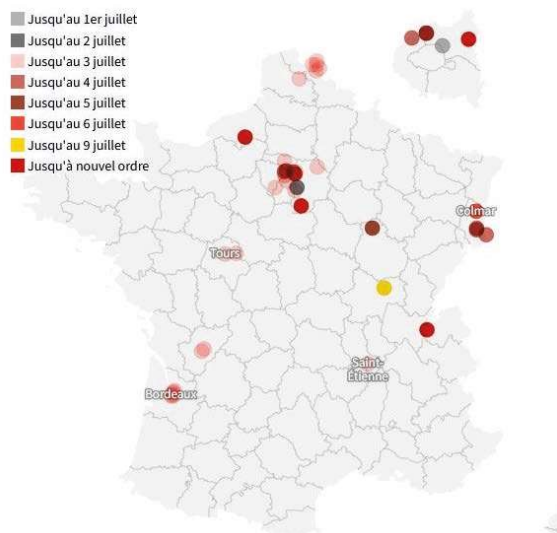 Jusqu'au 1er juillet
Jusqu'au 2 juillet
Jusqu'au 3 juillet
Jusqu'au 4 juillet
Jusqu'au 5 juillet
Jusqu'au 6 juillet
Jusqu'au 9 juillet
Jusqu'à nouvel ordre
Colmar
Tours
Saint-
Étienne
Bordeaux